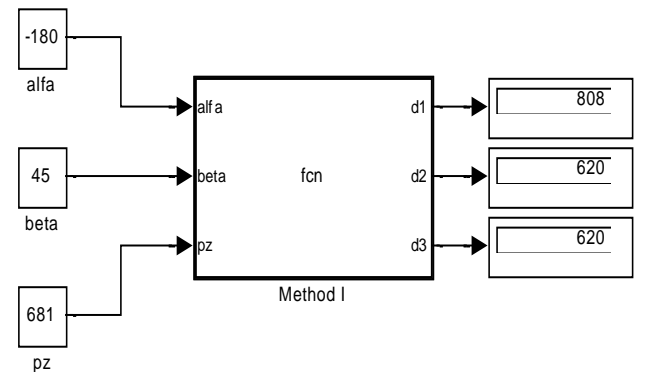 -180
alfa
45
beta
681
pz
alfa
beta
pz
fcn
d1
d2
d3
Method I
808
620
620